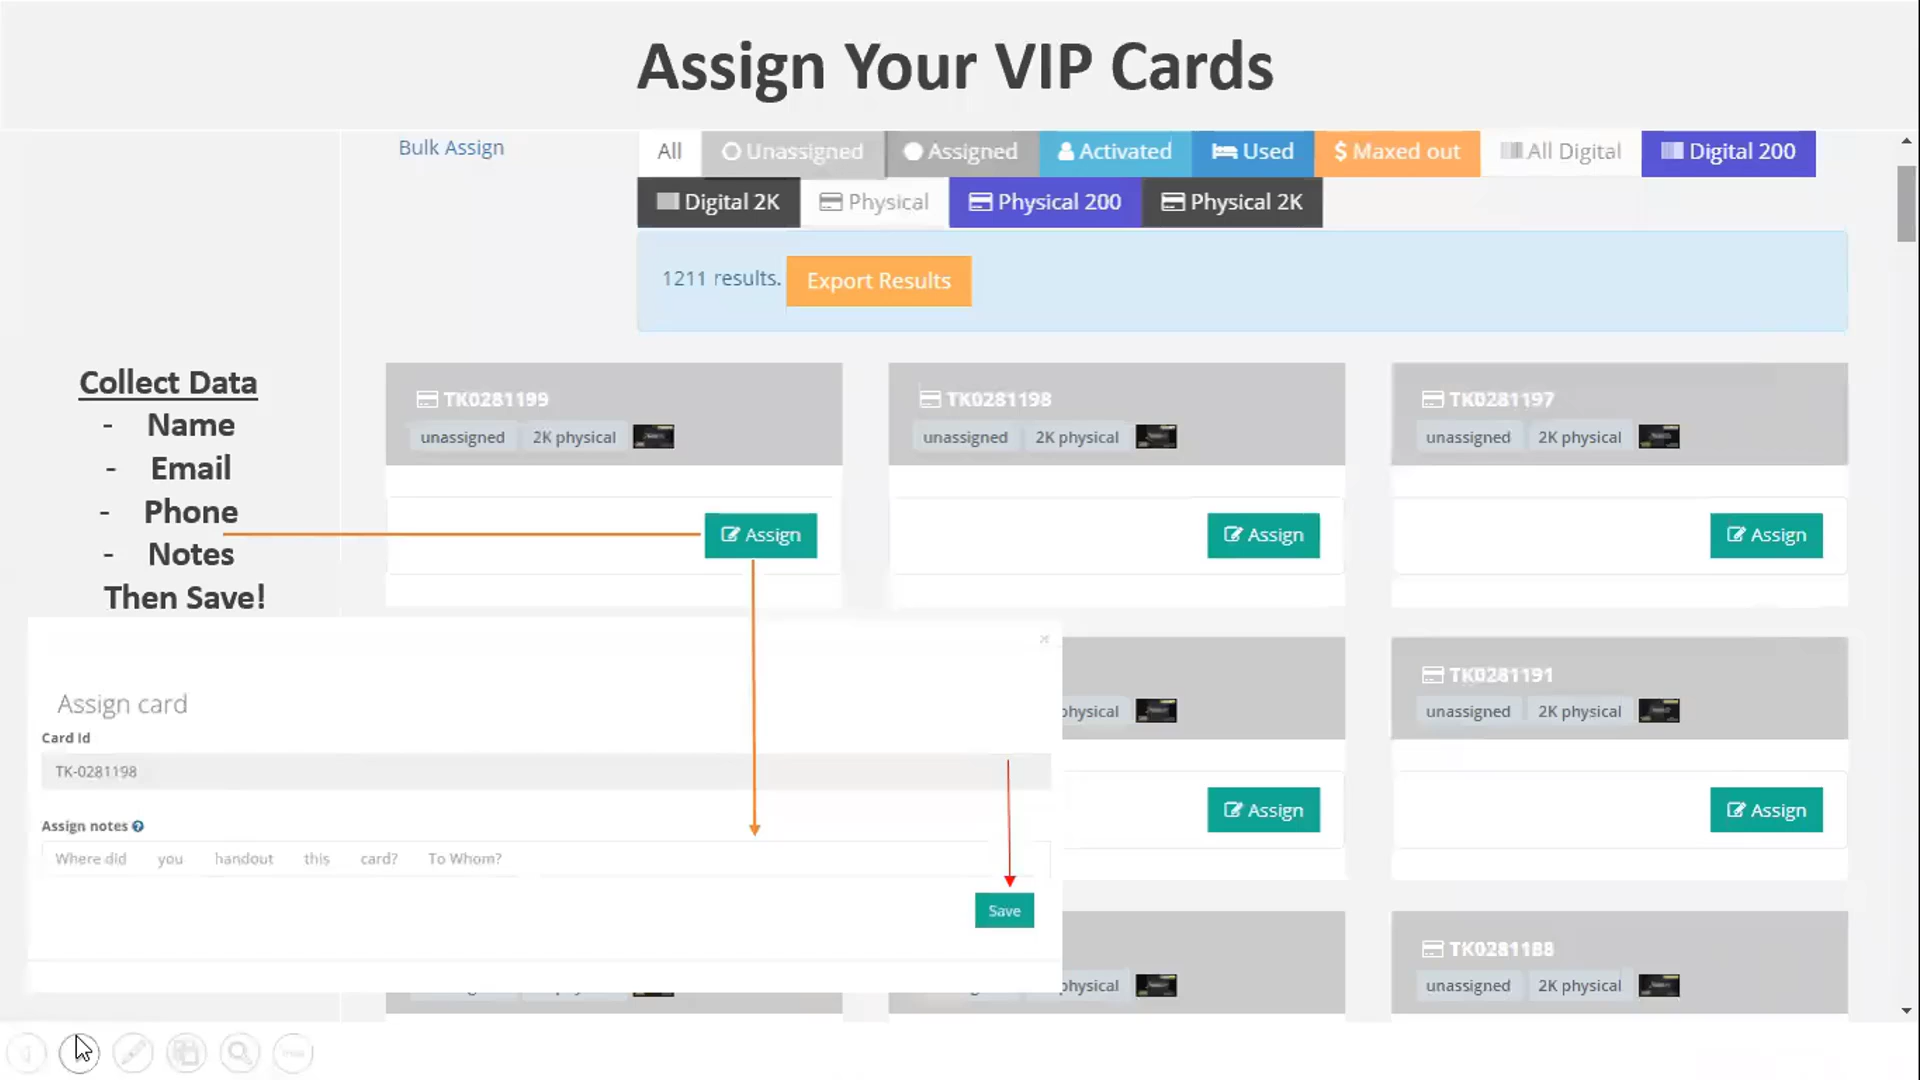 Assign Your VIP Cards
Bulk Assign
All Unassigned Assigned Activated Used $ Maxed out All Digital Digital 200
Digital 2K Physical Physical 200 Physical 2K
1211 results. Export Results
Collect Data
- Name
- Email
- Phone
- Notes
Then Save!
TK0281199
unassigned 2K physical
Assign
TK0281198
unassigned 2K physical
Assign
TK0281197
unassigned 2K physical
Assign
physical
Assign
TK0281191
unassigned 2K physical
Assign
physical
TK0281188
unassigned 2K physical
×
Assign card
Card Id
TK-0281198
Assign notes ?
Where did you handout this card? To Whom?
Save